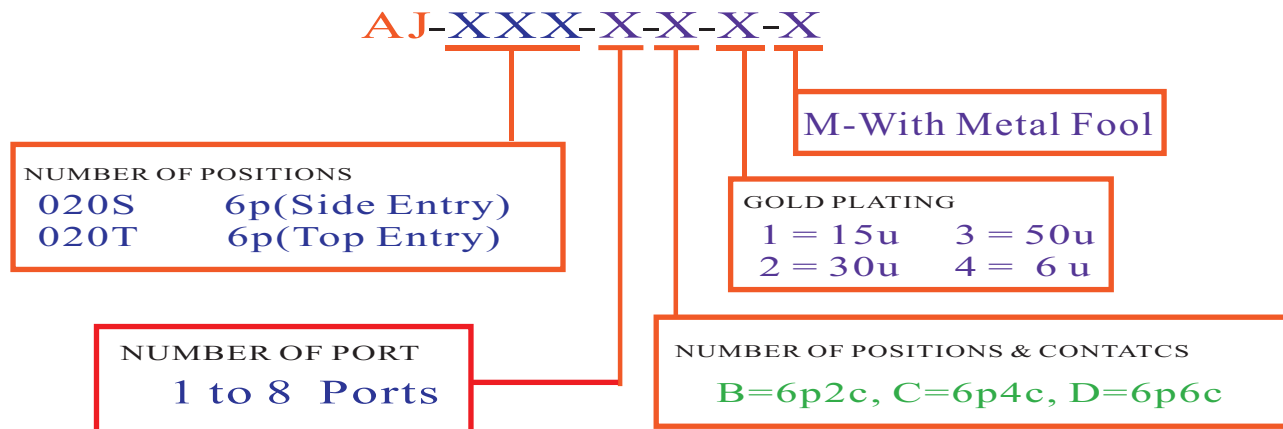 AJ-XXX-X-X-X-X
M-With Metal Fool
NUMBER OF POSITIONS
020S 6p(Side Entry)
020T 6p(Top Entry)
GOLD PLATING
1 = 15u 3 = 50u
2 = 30u 4 = 6 u
NUMBER OF PORT
1 to 8 Ports
NUMBER OF POSITIONS & CONTATCS
B=6p2c, C=6p4c, D=6p6c